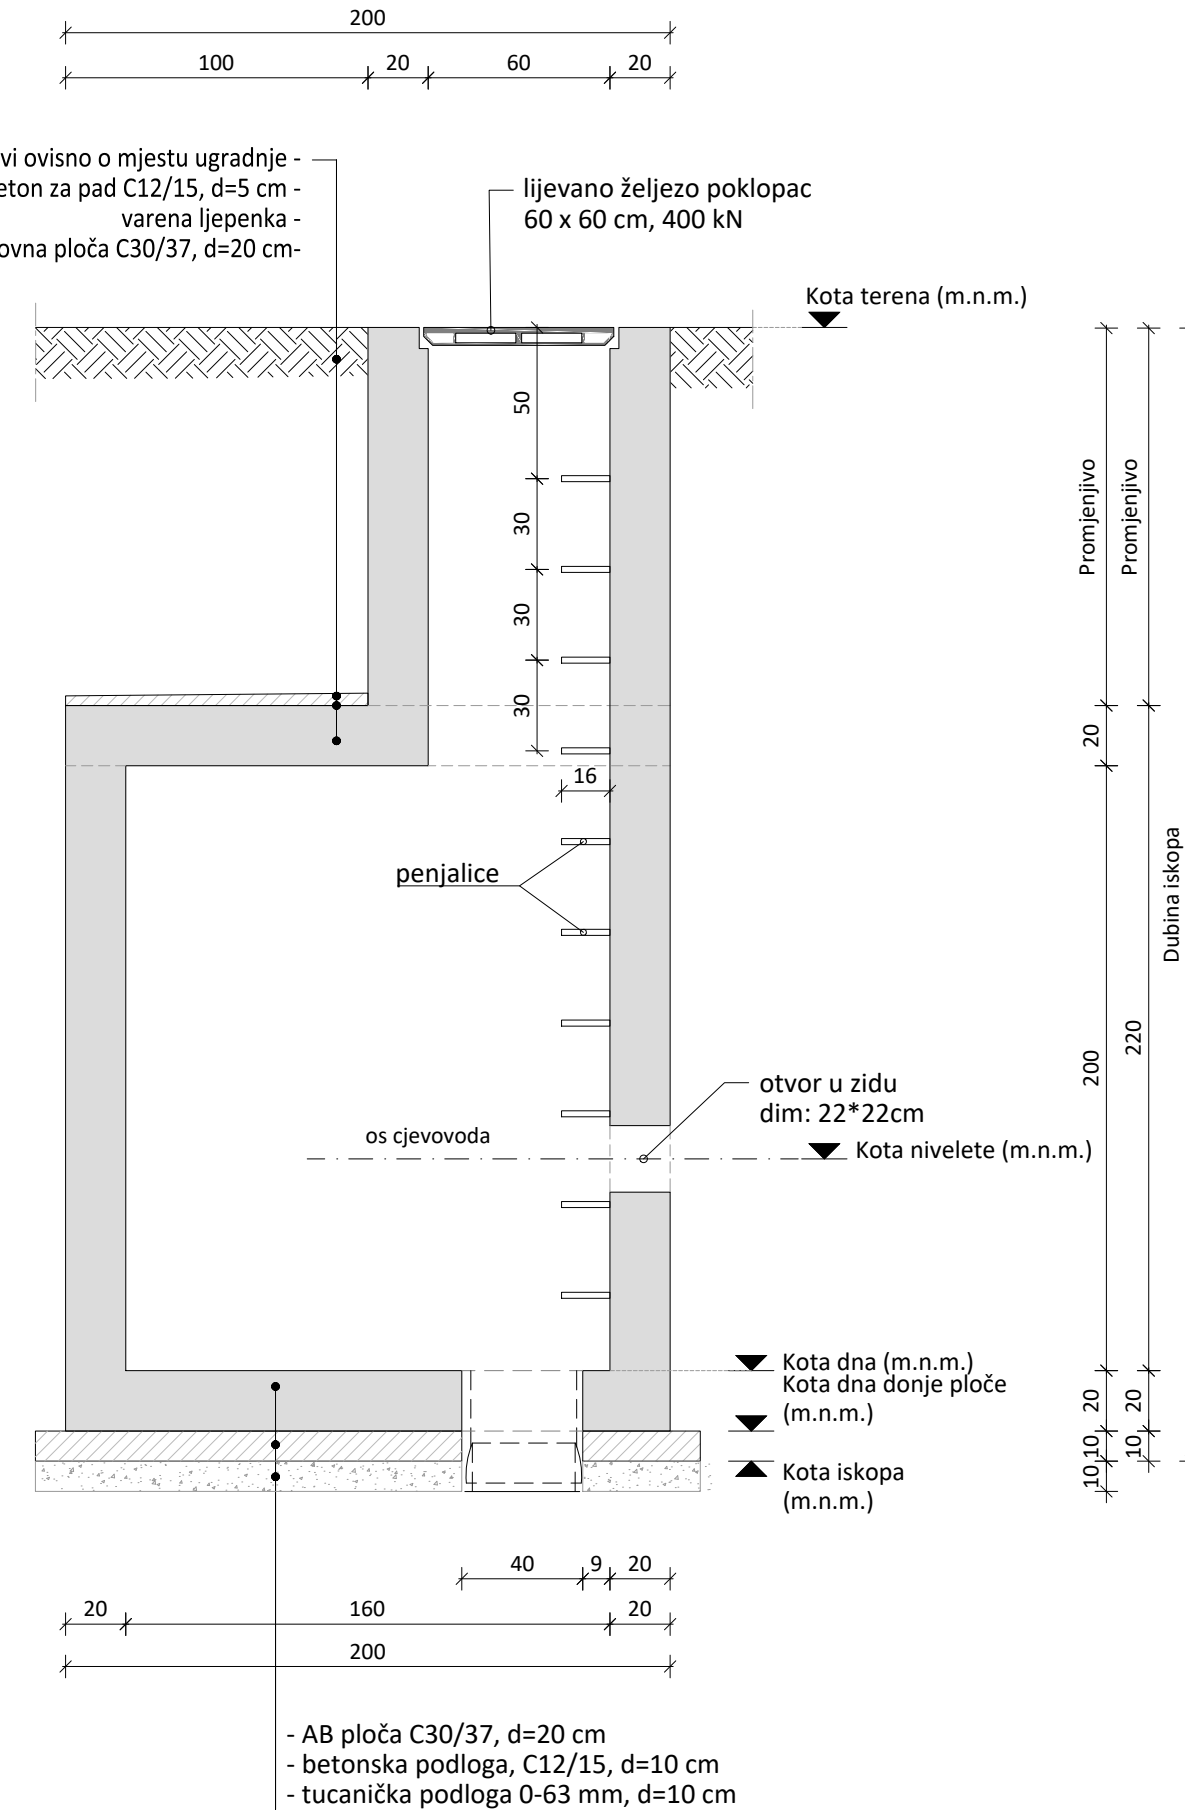 200
100 20 60 20
ovisno o mjestu ugradnje -
za pad C12/15, d=5 cm -
varena ljepenka -
ploča C30/37, d=20 cm-
lijevano željezo poklopac
60 x 60 cm, 400 kN
Kota terena (m.n.m.)
50
30
30
30
16
penjalice
Promjenjivo
Promjenjivo
20
200
220
Dubina iskopa
otvor u zidu
dim: 22*22cm
os cjevovoda
Kota nivelete (m.n.m.)
Kota dna (m.n.m.)
Kota dna donje ploče
(m.n.m.)
Kota iskopa
(m.n.m.)
20 20
10 10
10
40 9 20
20 160 20
200
- AB ploča C30/37, d=20 cm
- betonska podloga, C12/15, d=10 cm
- tucanička podloga 0-63 mm, d=10 cm